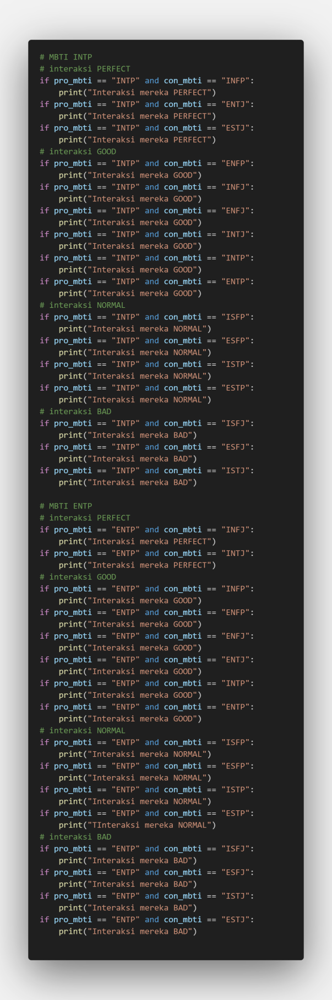 # MBTI INTP
# interaksi PERFECT
if pro_mbti == "INTP" and con_mbti == "INFP":
    print("Interaksi mereka PERFECT")
if pro_mbti == "INTP" and con_mbti == "ENTJ":
    print("Interaksi mereka PERFECT")
if pro_mbti == "INTP" and con_mbti == "ESTJ":
    print("Interaksi mereka PERFECT")
# interaksi GOOD
if pro_mbti == "INTP" and con_mbti == "ENFP":
    print("Interaksi mereka GOOD")
if pro_mbti == "INTP" and con_mbti == "INFJ":
    print("Interaksi mereka GOOD")
if pro_mbti == "INTP" and con_mbti == "ENFJ":
    print("Interaksi mereka GOOD")
if pro_mbti == "INTP" and con_mbti == "INTJ":
    print("Interaksi mereka GOOD")
if pro_mbti == "INTP" and con_mbti == "INTP":
    print("Interaksi mereka GOOD")
if pro_mbti == "INTP" and con_mbti == "ENTP":
    print("Interaksi mereka GOOD")
# interaksi NORMAL
if pro_mbti == "INTP" and con_mbti == "ISFP":
    print("Interaksi mereka NORMAL")
if pro_mbti == "INTP" and con_mbti == "ESFP":
    print("Interaksi mereka NORMAL")
if pro_mbti == "INTP" and con_mbti == "ISTP":
    print("Interaksi mereka NORMAL")
if pro_mbti == "INTP" and con_mbti == "ESTP":
    print("Interaksi mereka NORMAL")
# interaksi BAD
if pro_mbti == "INTP" and con_mbti == "ISFJ":
    print("Interaksi mereka BAD")
if pro_mbti == "INTP" and con_mbti == "ESFJ":
    print("Interaksi mereka BAD")
if pro_mbti == "INTP" and con_mbti == "ISTJ":
    print("Interaksi mereka BAD")

# MBTI ENTP
# interaksi PERFECT
if pro_mbti == "ENTP" and con_mbti == "INFJ":
    print("Interaksi mereka PERFECT")
if pro_mbti == "ENTP" and con_mbti == "INTJ":
    print("Interaksi mereka PERFECT")
# interaksi GOOD
if pro_mbti == "ENTP" and con_mbti == "INFP":
    print("Interaksi mereka GOOD")
if pro_mbti == "ENTP" and con_mbti == "ENFP":
    print("Interaksi mereka GOOD")
if pro_mbti == "ENTP" and con_mbti == "ENFJ":
    print("Interaksi mereka GOOD")
if pro_mbti == "ENTP" and con_mbti == "ENTJ":
    print("Interaksi mereka GOOD")
if pro_mbti == "ENTP" and con_mbti == "INTP":
    print("Interaksi mereka GOOD")
if pro_mbti == "ENTP" and con_mbti == "ENTP":
    print("Interaksi mereka GOOD")
# interaksi NORMAL
if pro_mbti == "ENTP" and con_mbti == "ISFP":
    print("Interaksi mereka NORMAL")
if pro_mbti == "ENTP" and con_mbti == "ESFP":
    print("Interaksi mereka NORMAL")
if pro_mbti == "ENTP" and con_mbti == "ISTP":
    print("Interaksi mereka NORMAL")
if pro_mbti == "ENTP" and con_mbti == "ESTP":
    print("TInteraksi mereka NORMAL")
# interaksi BAD
if pro_mbti == "ENTP" and con_mbti == "ISFJ":
    print("Interaksi mereka BAD")
if pro_mbti == "ENTP" and con_mbti == "ESFJ":
    print("Interaksi mereka BAD")
if pro_mbti == "ENTP" and con_mbti == "ISTJ":
    print("Interaksi mereka BAD")
if pro_mbti == "ENTP" and con_mbti == "ESTJ":
    print("Interaksi mereka BAD")